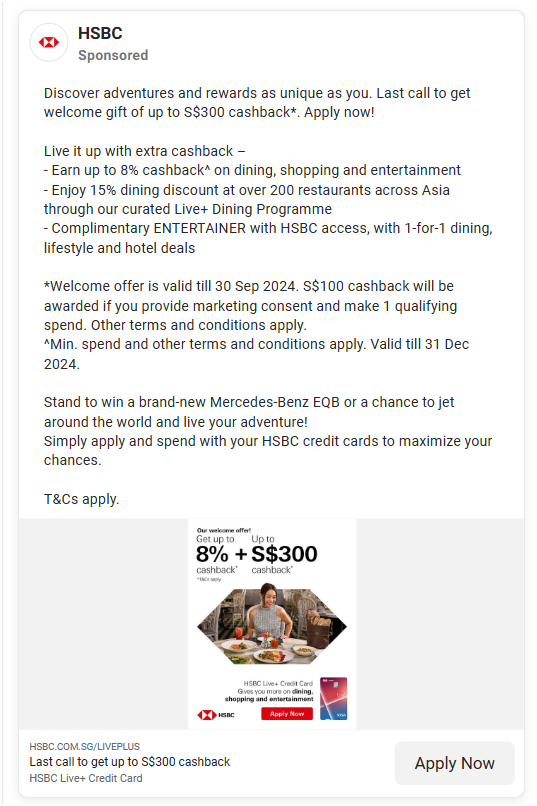 HSBC
Sponsored
Discover adventures and rewards as unique as you. Last call to get
welcome gift of up to S$300 cashback*. Apply now!
Live it up with extra cashback –
- Earn up to 8% cashback^ on dining, shopping and entertainment
- Enjoy 15% dining discount at over 200 restaurants across Asia
through our curated Live+ Dining Programme
- Complimentary ENTERTAINER with HSBC access, with 1-for-1 dining,
lifestyle and hotel deals
*Welcome offer is valid till 30 Sep 2024. S$100 cashback will be
awarded if you provide marketing consent and make 1 qualifying
spend. Other terms and conditions apply.
^Min. spend and other terms and conditions apply. Valid till 31 Dec
2024.
Stand to win a brand-new Mercedes-Benz EQB or a chance to jet
around the world and live your adventure!
Simply apply and spend with your HSBC credit cards to maximize your
chances.
T&Cs apply.
Our welcome offer!
Get up to Up to
8% + S$300
cashback* cashback*
*T&Cs apply
HSBC Live+ Credit Card
Gives you more on dining,
shopping and entertainment
HSBC
Apply Now
VISA
HSBC.COM.SG/LIVEPLUS
Last call to get up to S$300 cashback
HSBC Live+ Credit Card
Apply Now